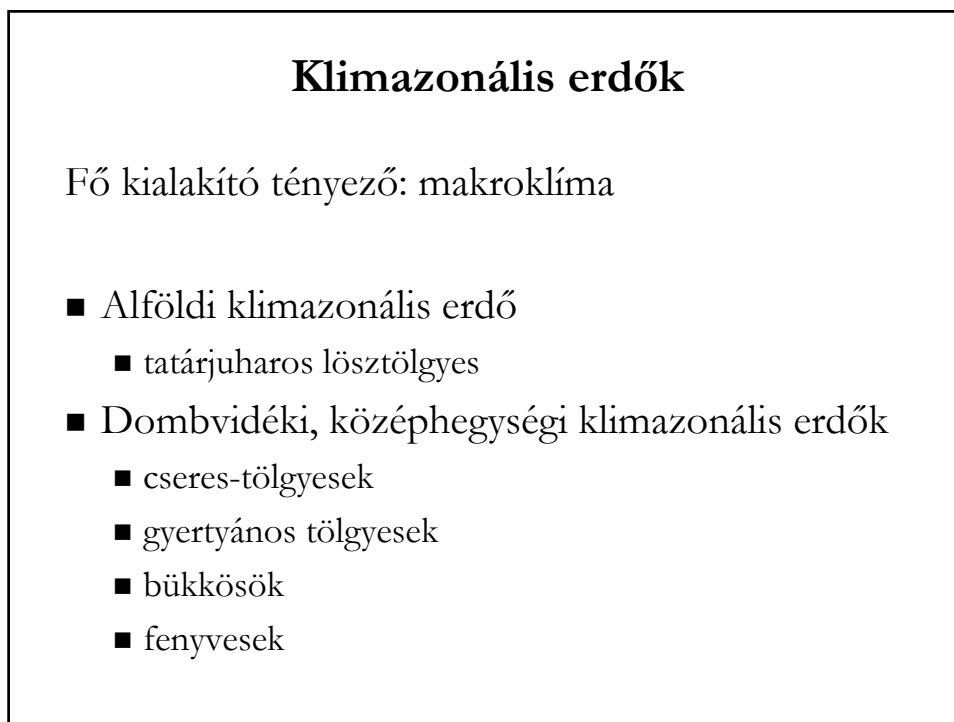 Klimazonális erdők
Fő kialakító tényező: makroklíma
■ Alföldi klimazonális erdő
■ tatárjuharos lösztölgyes
■ Dombvidéki, középhegységi klimazonális erdők
■ cseres-tölgyesek
■ gyertyános tölgyesek
■ bükkösök
■ fenyvesek